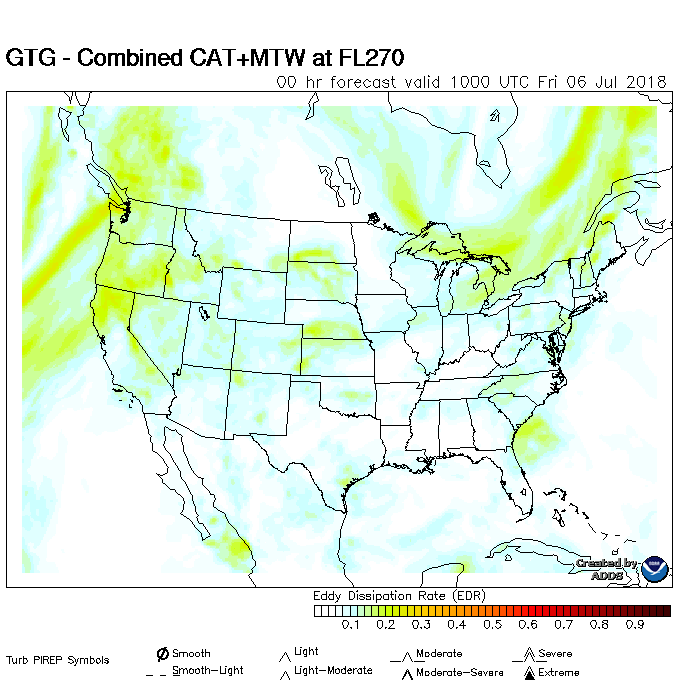 GTG - Combined CAT+MTW at FL270
00 hr forecast valid 1000 UTC Fri 06 Jul 2018
Created by
ADDS
Eddy Dissipation Rate (EDR)
0.1 0.2 0.3 0.4 0.5 0.6 0.7 0.8 0.9
Turb PIREP Symbols
Smooth Light Moderate Severe
Smooth-Light Light-Moderate Moderate-Severe Extreme